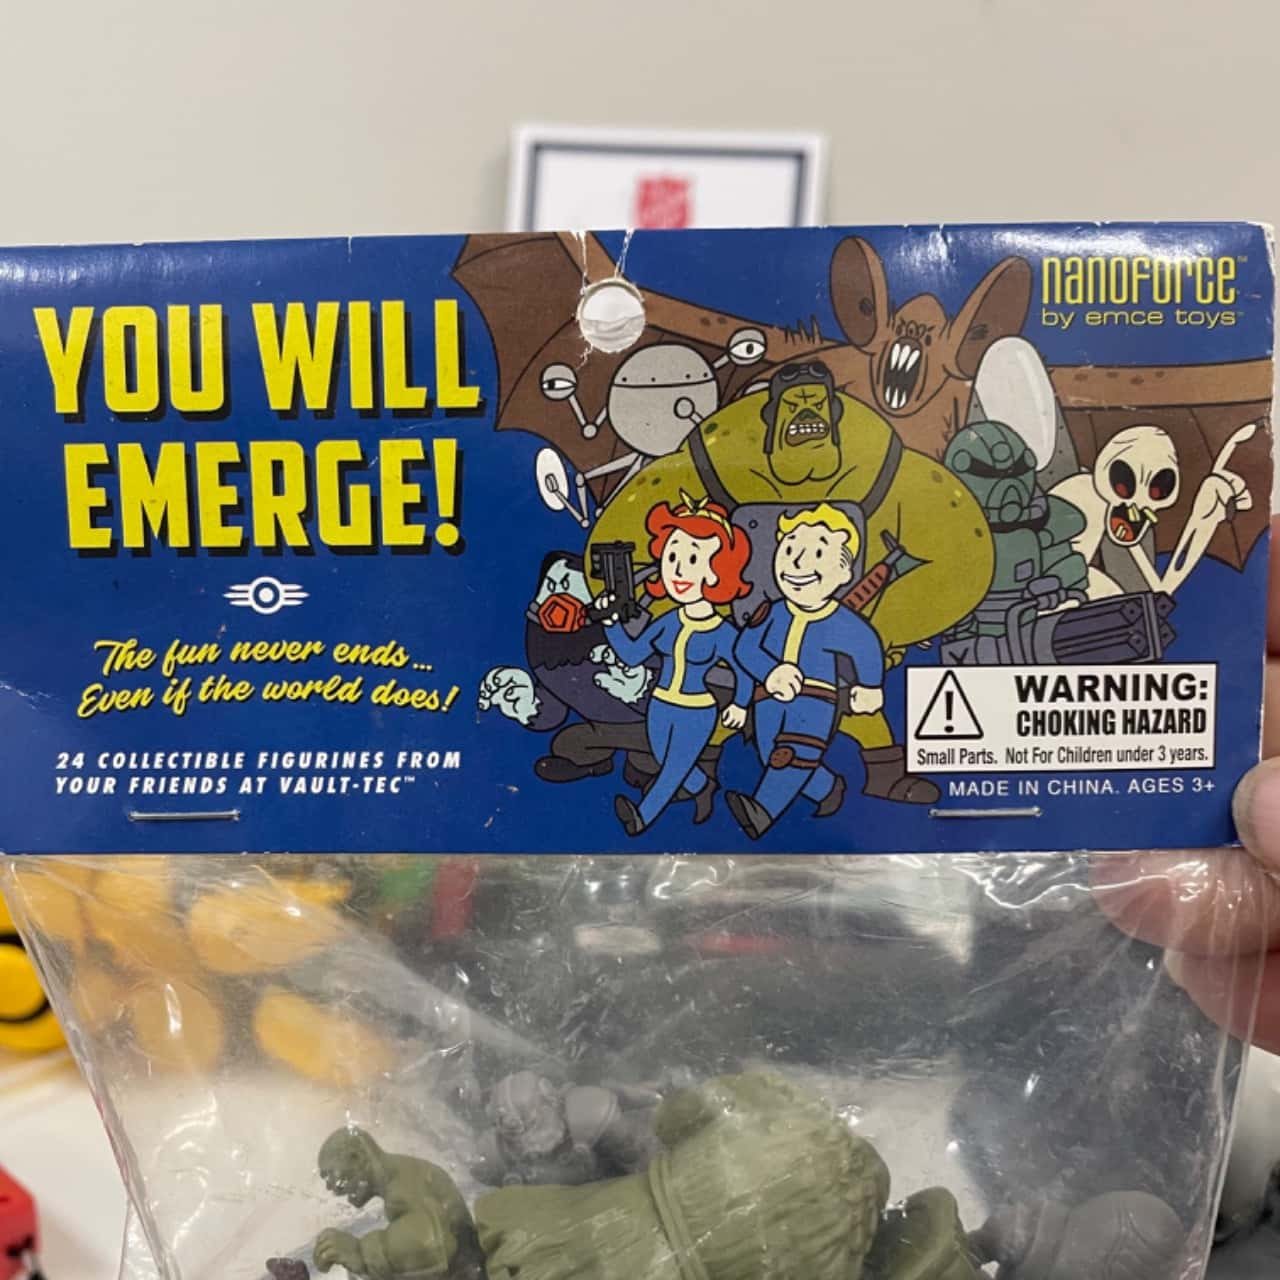 YOU WILL
EMERGE!
The fun never ends...
Even if the world does!
24 COLLECTIBLE FIGURINES FROM
YOUR FRIENDS AT VAULT-TEC™
nanoforce™
by emce toys™
WARNING:
CHOKING HAZARD
Small Parts. Not For Children under 3 years.
MADE IN CHINA. AGES 3+